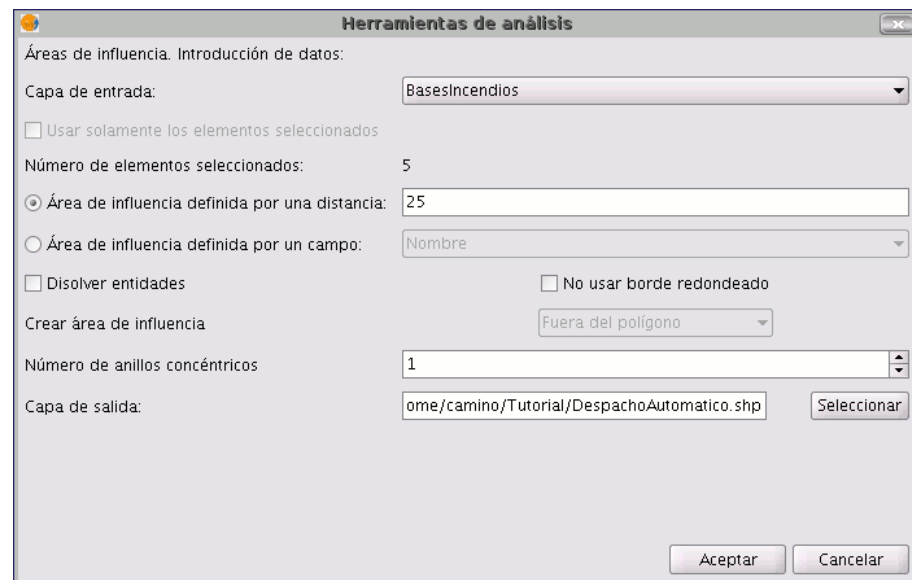 Herramientas de análisis
Áreas de influencia. Introducción de datos:
Capa de entrada: BasesIncendios
Usar solamente los elementos seleccionados
Número de elementos seleccionados: 5
Área de influencia definida por una distancia: 25
Área de influencia definida por un campo: Nombre
Disolver entidades No usar borde redondeado
Crear área de influencia Fuera del polígono
Número de anillos concéntricos 1
Capa de salida: ome/camino/Tutorial/DespachoAutomatico.shp Seleccionar
Aceptar Cancelar